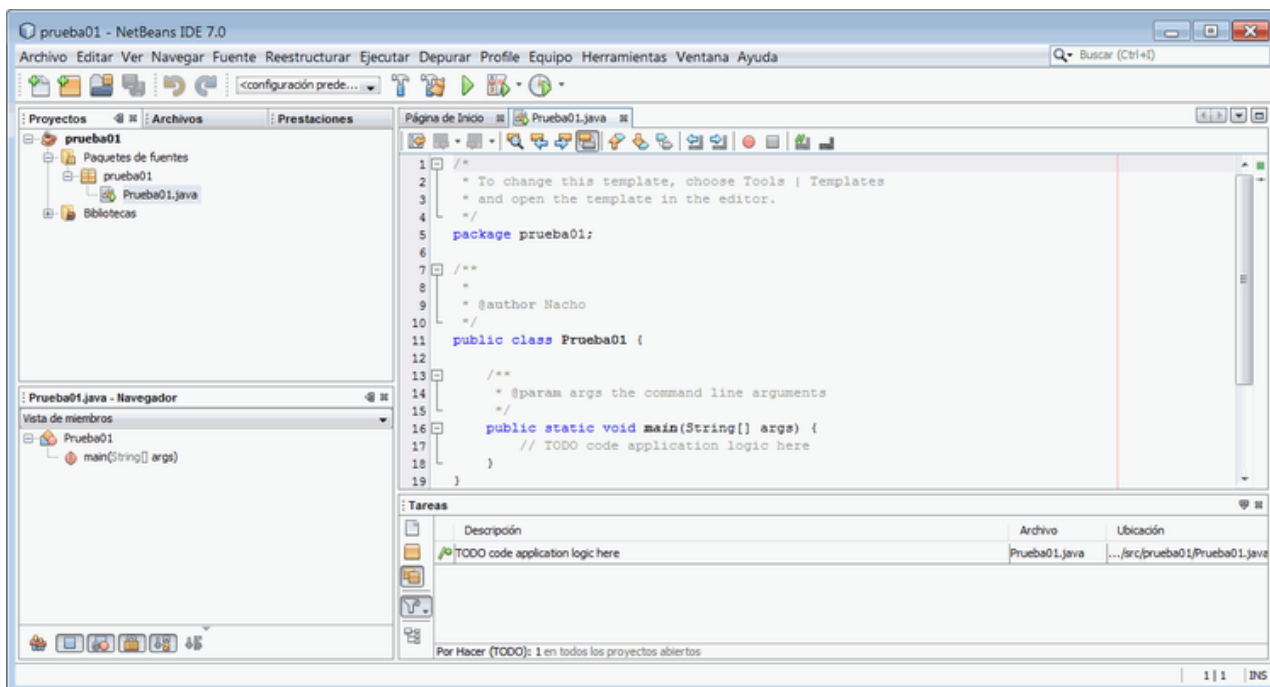 prueba01 - NetBeans IDE 7.0
Archivo Editar Ver Navegar Fuente Reestructurar Ejecutar Depurar Profile Equipo Herramientas Ventana Ayuda
Buscar (Ctrl+I)
<configuración prede...
Proyectos Archivos Prestaciones
prueba01
Paquetes de fuentes
prueba01
Prueba01.java
Bibliotecas
Página de Inicio Prueba01.java
1 /*
2 * To change this template, choose Tools | Templates
3 * and open the template in the editor.
4 */
5 package prueba01;
6
7 /**
8 *
9 * @author Nacho
10 */
11 public class Prueba01 {
12
13 /**
14 * @param args the command line arguments
15 */
16 public static void main(String[] args) {
17 // TODO code application logic here
18 }
19 }
Prueba01.java - Navegador
Vista de miembros
Prueba01
main(String[] args)
Tareas
Descripción Archivo Ubicación
TODO code application logic here Prueba01.java .../src/prueba01/Prueba01.java
Por Hacer (TODO): 1 en todos los proyectos abiertos
1|1 INS